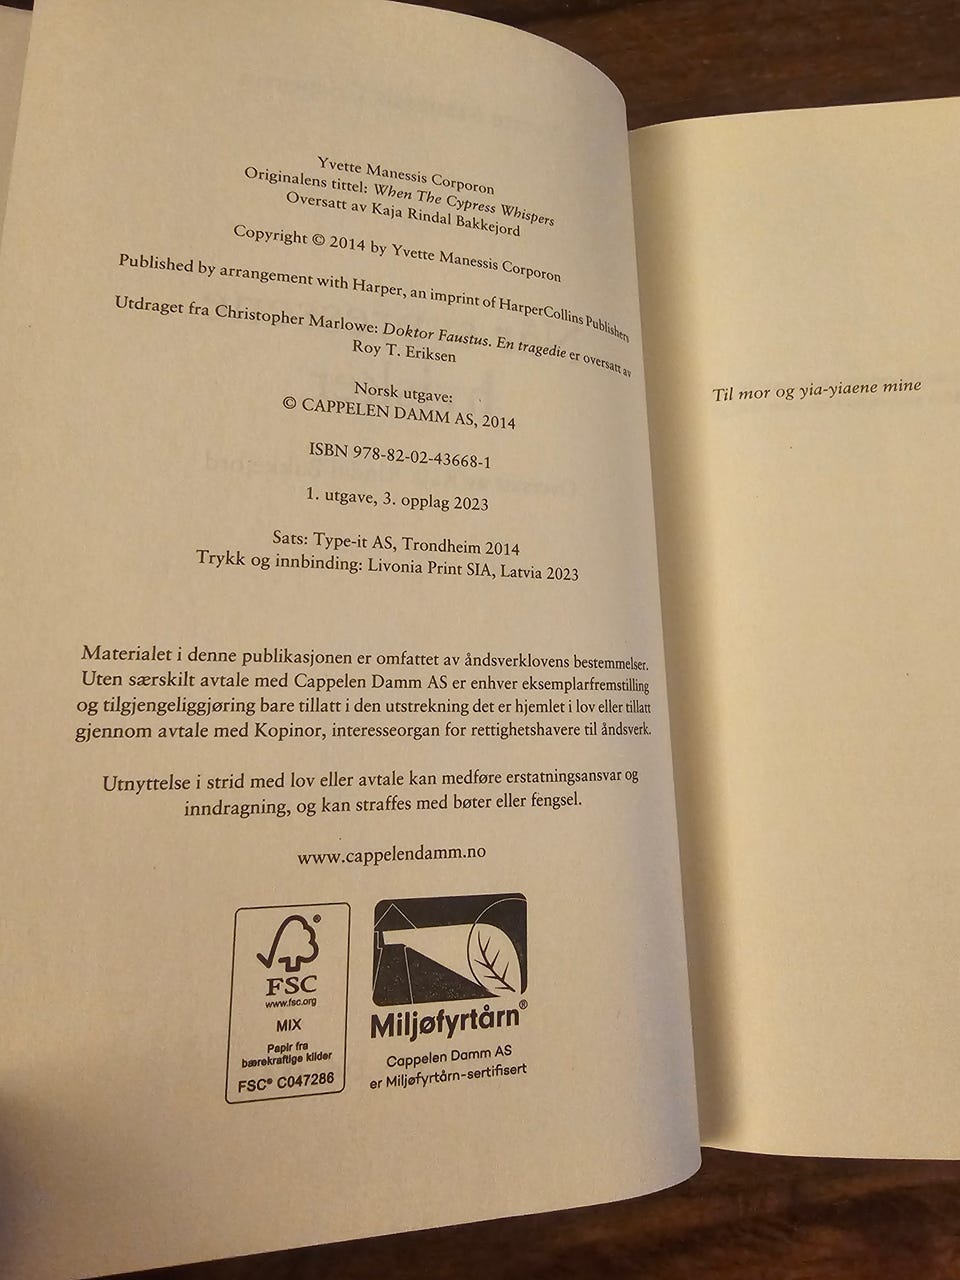 Yvette Manessis Corporon
Originalens tittel: When The Cypress Whispers
Oversatt av Kaja Rindal Bakkejord
Copyright © 2014 by Yvette Manessis Corporon
Published by arrangement with Harper, an imprint of HarperCollins Publishers
Utdraget fra Christopher Marlowe: Doktor Faustus. En tragedie er oversatt av
Roy T. Eriksen
Norsk utgave:
© CAPPELEN DAMM AS, 2014
ISBN 978-82-02-43668-1
1. utgave, 3. opplag 2023
Sats: Type-it AS, Trondheim 2014
Trykk og innbinding: Livonia Print SIA, Latvia 2023
Materialet i denne publikasjonen er omfattet av åndsverklovens bestemmelser.
Uten særskilt avtale med Cappelen Damm AS er enhver eksemplarfremstilling
og tilgjengeliggjøring bare tillatt i den utstrekning det er hjemlet i lov eller tillatt
gjennom avtale med Kopinor, interesseorgan for rettighetshavere til åndsverk.
Utnyttelse i strid med lov eller avtale kan medføre erstatningsansvar og
inndragning, og kan straffes med bøter eller fengsel.
www.cappelendamm.no
®
FSC
www.fsc.org
MIX
Papir fra
bærekraftige kilder
FSC® C047286
Miljøfyrtårn®
Cappelen Damm AS
er Miljøfyrtårn-sertifisert
Til mor og yia-yiaene mine